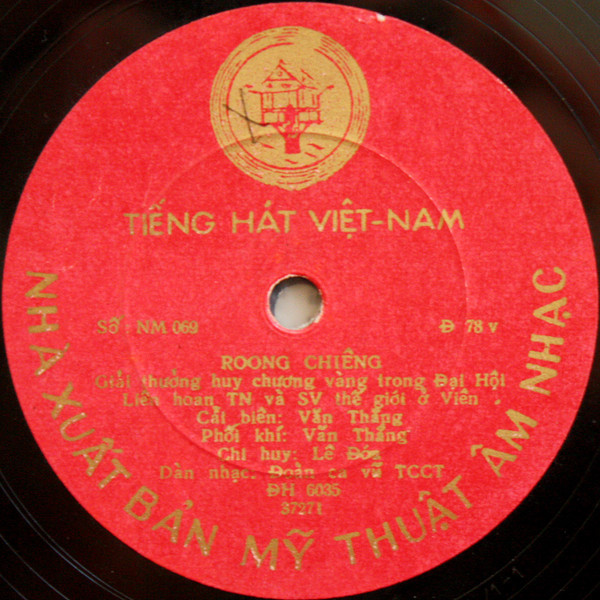 TIẾNG HÁT VIỆT-NAM
Số : NM 069
Đ 78 v
ROONG CHIÊNG
Giải thưởng huy chương vàng trong Đại Hội
Liên hoan TN và SV thế giới ở Viên
Cải biên: Văn Thắng
Phối khí: Văn Thắng
Chỉ huy: Lê Đóa
Dàn nhạc: Đoàn ca vũ TCCT
ĐH 6035
37271
NHÀ XUẤT BẢN MỸ THUẬT ÂM NHẠC